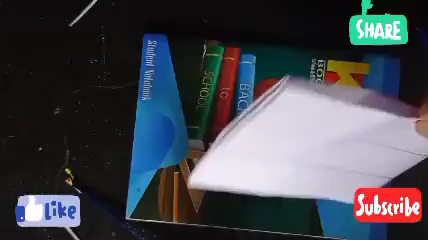 SHARE
Student Notebook
SCHOOL
to
BACK
Like
Subscribe